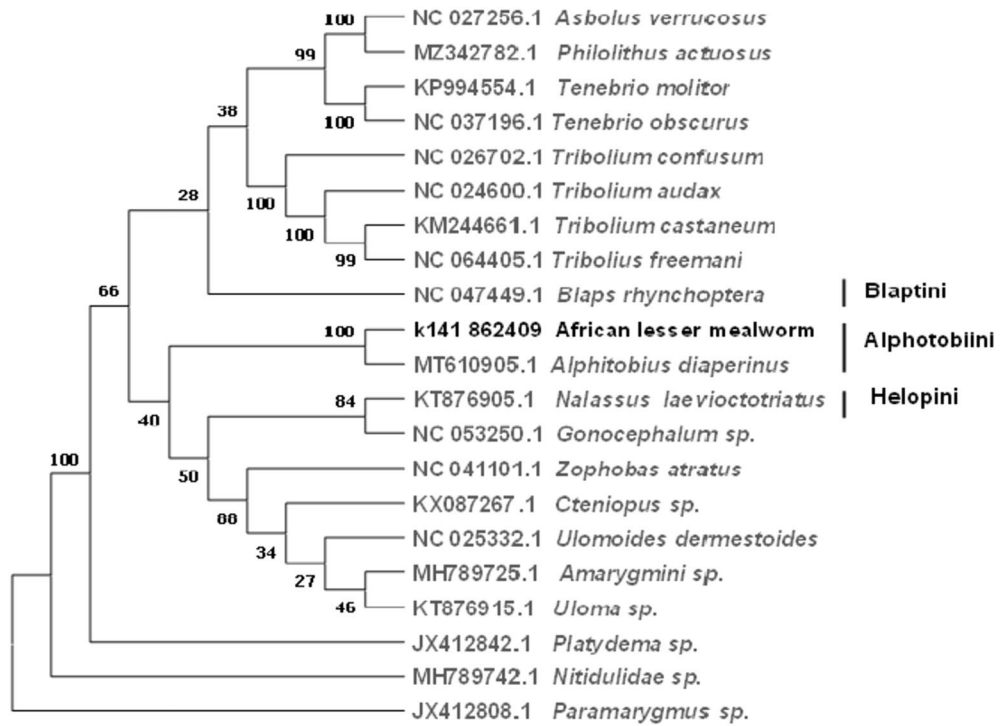 100 NC 027256.1 Asbolus verrucosus
99 MZ342782.1 Philolithus actuosus
KP994554.1 Tenebrio molitor
38 100 NC 037196.1 Tenebrio obscurus
NC 026702.1 Tribolium confusum
28 100 NC 024600.1 Tribolium audax
100 KM244661.1 Tribolium castaneum
99 NC 064405.1 Tribolius freemani
66 NC 047449.1 Blaps rhynchoptera Blaptini
100 k141 862409 African lesser mealworm Alphotobiini
MT610905.1 Alphitobius diaperinus
40 84 KT876905.1 Nalassus laevioctotriatus Helopini
NC 053250.1 Gonocephalum sp.
100 50 NC 041101.1 Zophobas atratus
88 KX087267.1 Cteniopus sp.
34 NC 025332.1 Ulomoides dermestoides
27 MH789725.1 Amarygmini sp.
46 KT876915.1 Uloma sp.
JX412842.1 Platydema sp.
MH789742.1 Nitidulidae sp.
JX412808.1 Paramarygmus sp.